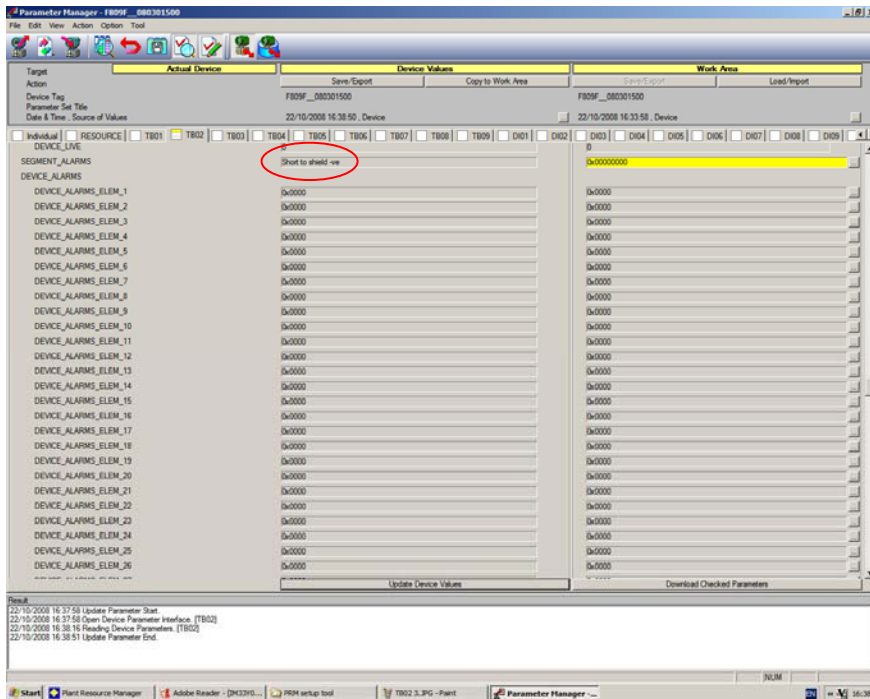 Parameter Manager - F809F__080301500
File Edit View Action Option Tool
Target Actual Device Device Values Work Area
Action Save/Export Copy to Work Area Save/Export Load/Import
Device Tag F809F__080301500 F809F__080301500
Parameter Set Title
Date & Time , Source of Values 22/10/2008 16:38:50 , Device ... 22/10/2008 16:33:58 , Device ...
Individual RESOURCE TB01 TB02 TB03 TB04 TB05 TB06 TB07 TB08 TB09 DI01 DI02 DI03 DI04 DI05 DI06 DI07 DI08 DI09
DEVICE_LIVE 0 0
SEGMENT_ALARMS Short to shield -ve 0x00000000 ...
DEVICE_ALARMS
DEVICE_ALARMS_ELEM_1 0x0000 0x0000 ...
DEVICE_ALARMS_ELEM_2 0x0000 0x0000 ...
DEVICE_ALARMS_ELEM_3 0x0000 0x0000 ...
DEVICE_ALARMS_ELEM_4 0x0000 0x0000 ...
DEVICE_ALARMS_ELEM_5 0x0000 0x0000 ...
DEVICE_ALARMS_ELEM_6 0x0000 0x0000 ...
DEVICE_ALARMS_ELEM_7 0x0000 0x0000 ...
DEVICE_ALARMS_ELEM_8 0x0000 0x0000 ...
DEVICE_ALARMS_ELEM_9 0x0000 0x0000 ...
DEVICE_ALARMS_ELEM_10 0x0000 0x0000 ...
DEVICE_ALARMS_ELEM_11 0x0000 0x0000 ...
DEVICE_ALARMS_ELEM_12 0x0000 0x0000 ...
DEVICE_ALARMS_ELEM_13 0x0000 0x0000 ...
DEVICE_ALARMS_ELEM_14 0x0000 0x0000 ...
DEVICE_ALARMS_ELEM_15 0x0000 0x0000 ...
DEVICE_ALARMS_ELEM_16 0x0000 0x0000 ...
DEVICE_ALARMS_ELEM_17 0x0000 0x0000 ...
DEVICE_ALARMS_ELEM_18 0x0000 0x0000 ...
DEVICE_ALARMS_ELEM_19 0x0000 0x0000 ...
DEVICE_ALARMS_ELEM_20 0x0000 0x0000 ...
DEVICE_ALARMS_ELEM_21 0x0000 0x0000 ...
DEVICE_ALARMS_ELEM_22 0x0000 0x0000 ...
DEVICE_ALARMS_ELEM_23 0x0000 0x0000 ...
DEVICE_ALARMS_ELEM_24 0x0000 0x0000 ...
DEVICE_ALARMS_ELEM_25 0x0000 0x0000 ...
DEVICE_ALARMS_ELEM_26 0x0000 0x0000 ...
Update Device Values Download Checked Parameters
Result
22/10/2008 16:37:58 Update Parameter Start.
22/10/2008 16:37:58 Open Device Parameter Interface. [TB02]
22/10/2008 16:38:16 Reading Device Parameters. [TB02]
22/10/2008 16:38:51 Update Parameter End.
NUM
Start Plant Resource Manager Adobe Reader - [IM33Y0... PRM setup tool TB02 3.JPG - Paint Parameter Manager -... EN 16:38